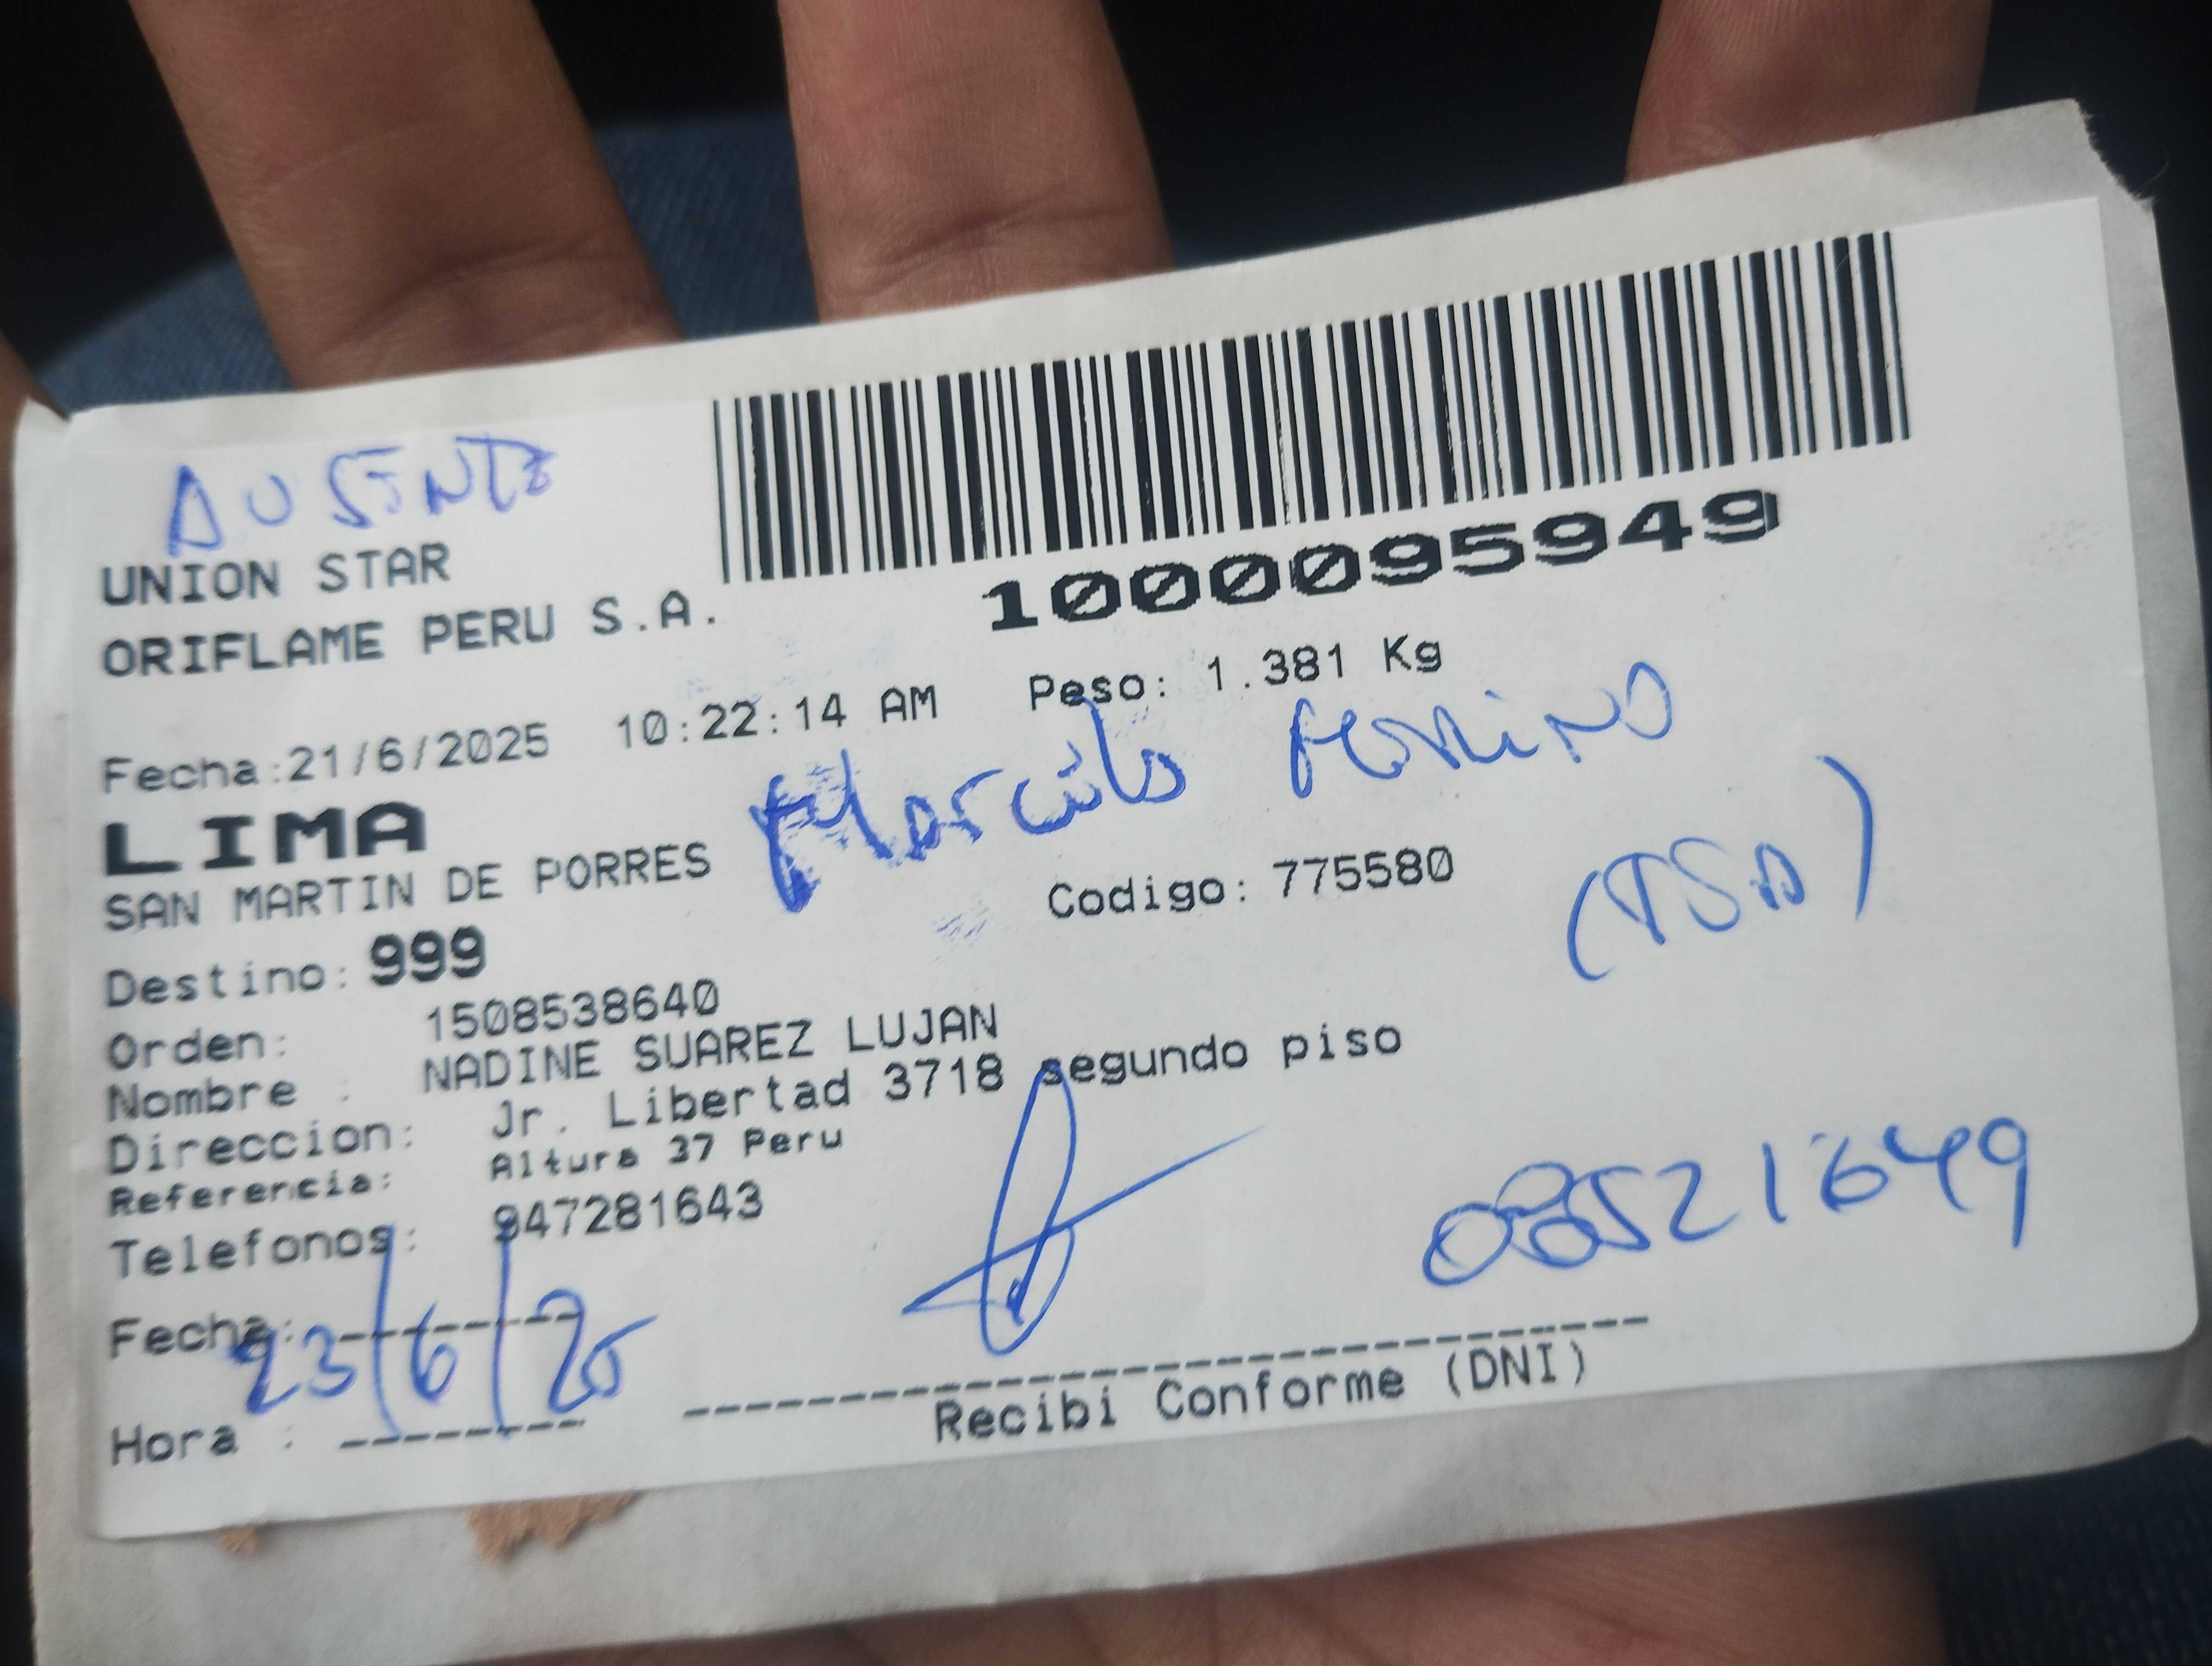 AUSENTE
UNION STAR
ORIFLAME PERU S.A.
1000095949
Fecha:21/6/2025 10:22:14 AM Peso: 1.381 Kg
LIMA
SAN MARTIN DE PORRES
Codigo: 775580
Destino: 999
Orden: 1508538640
Nombre : NADINE SUAREZ LUJAN
Direccion: Jr. Libertad 3718 segundo piso
Referencia: Altura 37 Peru
Telefonos: 947281643
Fecha: 23/6/25
Hora :
Recibi Conforme (DNI)